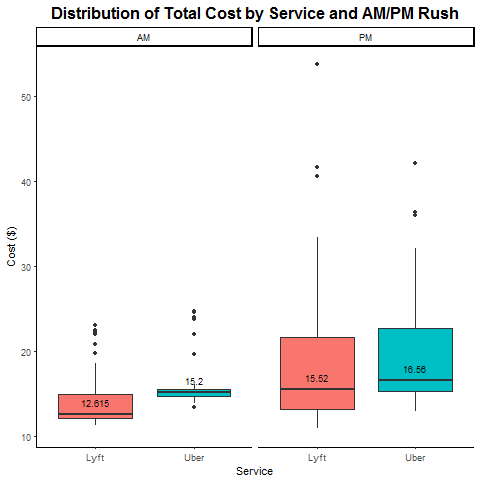 Distribution of Total Cost by Service and AM/PM Rush
AM
PM
Cost ($)
50
40
30
20
10
12.615
15.2
15.52
16.56
Lyft
Uber
Lyft
Uber
Service